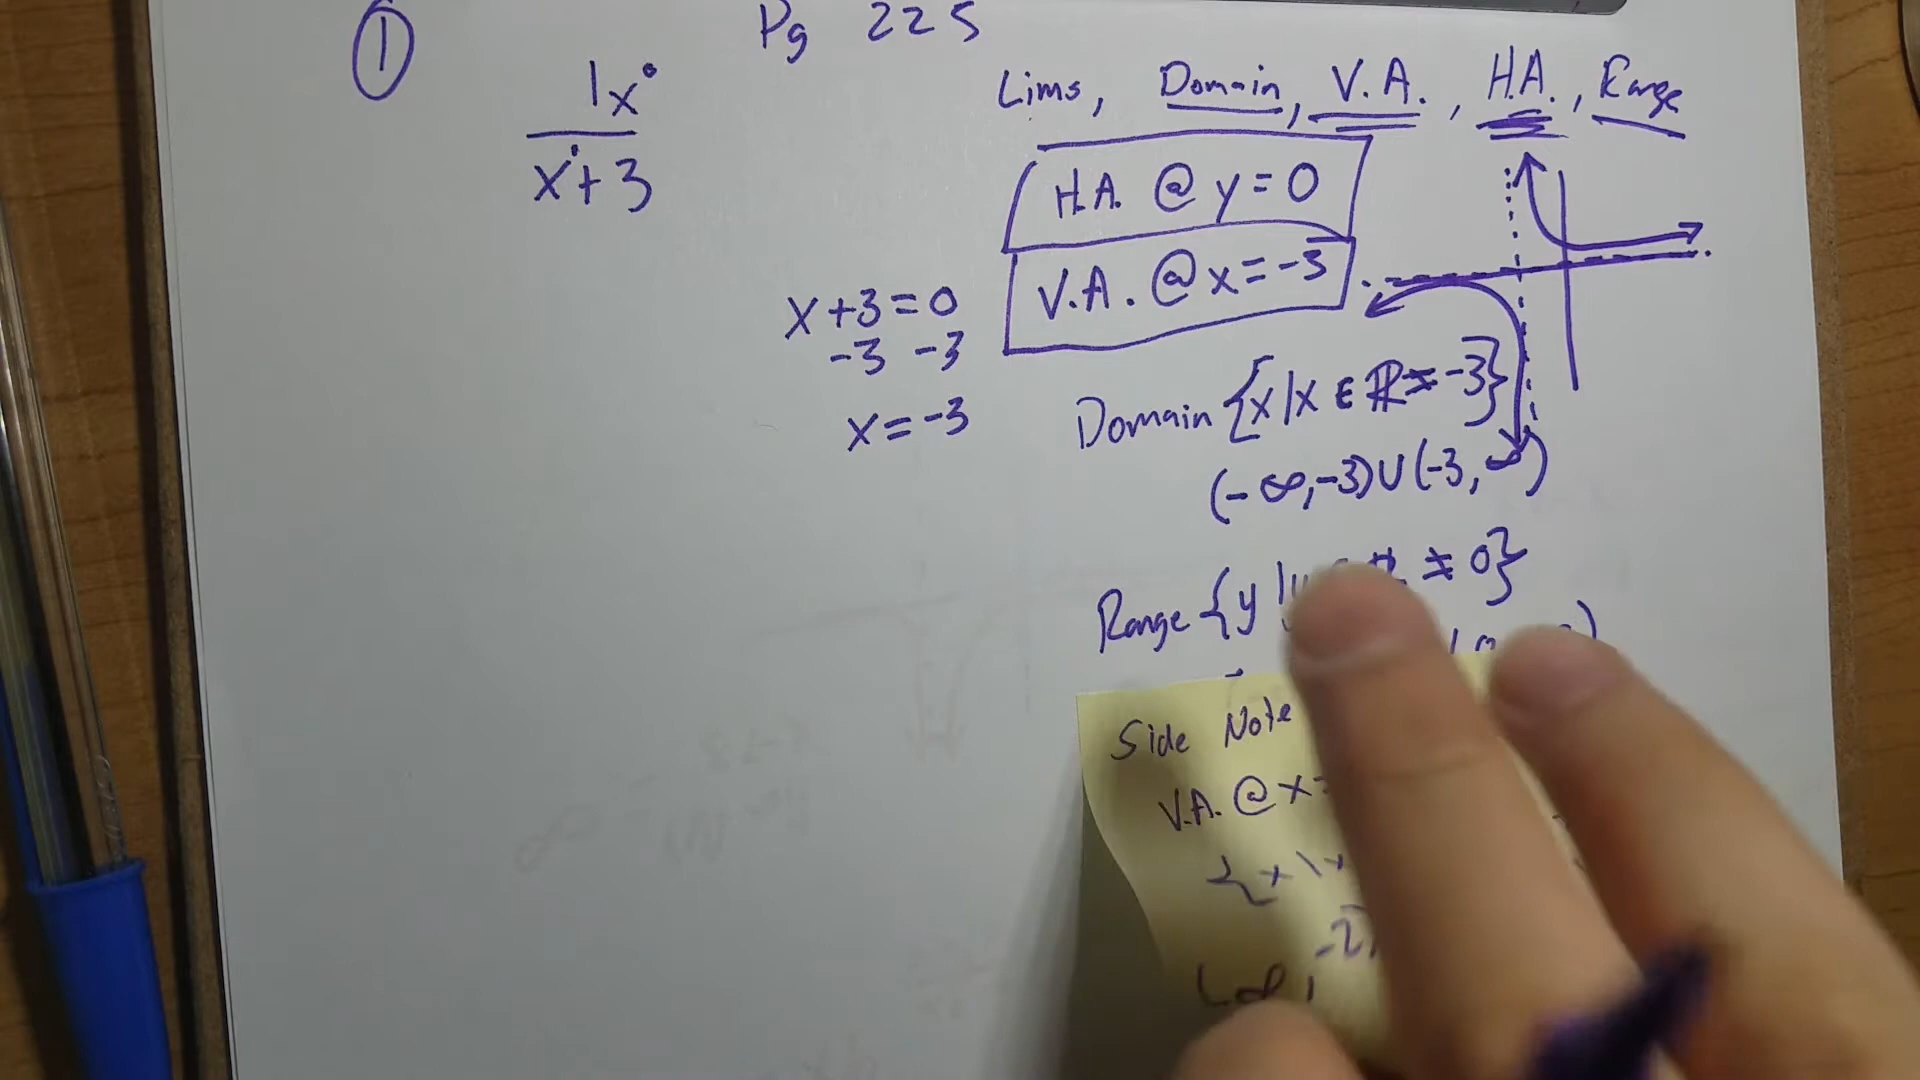 ① Pg 225
1x°
x+3
Lims, Domain, V.A., H.A., Range
H.A. @ y=0
V.A. @ x=-3
x+3=0
-3 -3
x=-3
Domain {x|x ∈ ℝ ≠ -3}
(-∞,-3)∪(-3, ∞)
Range {y|y ≠ 0}
Side Note
V.A. @ x=
{x|x
-2,
(-∞,